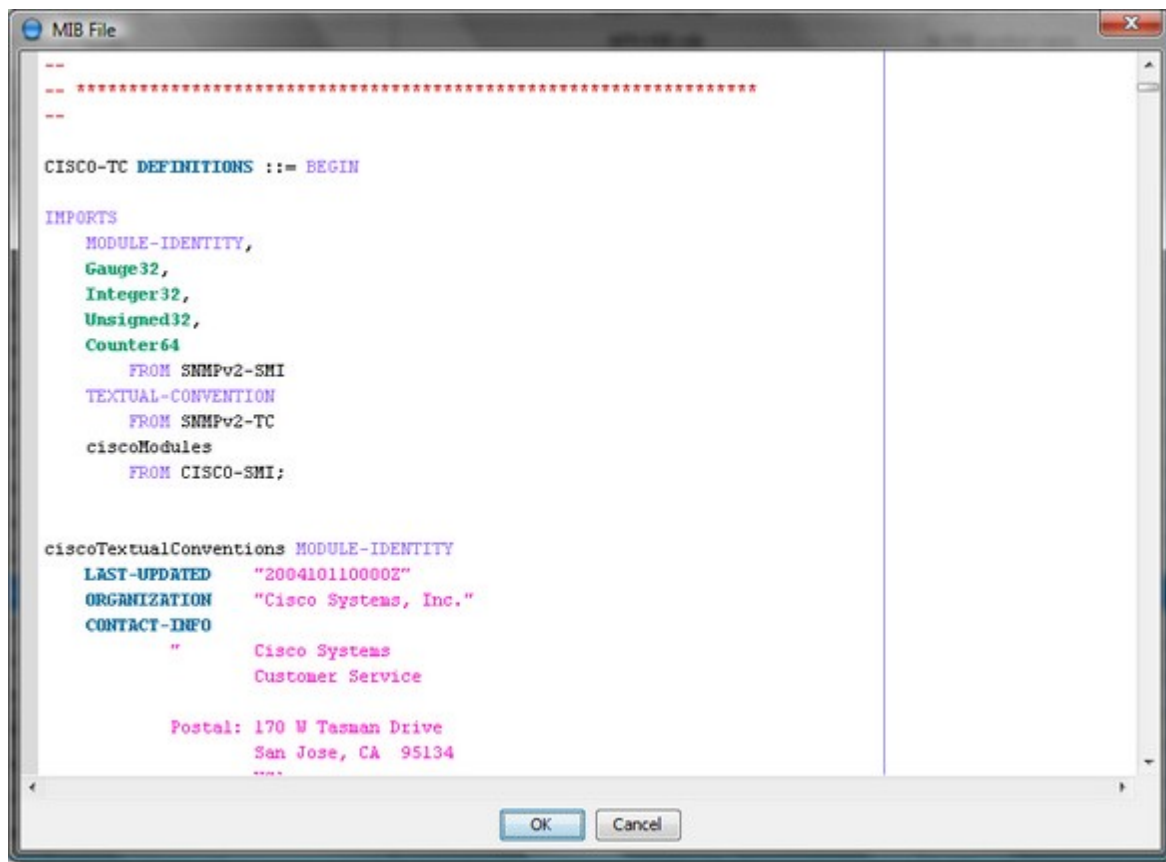 MIB File
--
-- *****************************************************************
--
CISCO-TC DEFINITIONS ::= BEGIN
IMPORTS
MODULE-IDENTITY,
Gauge32,
Integer32,
Unsigned32,
Counter64
FROM SNMPv2-SMI
TEXTUAL-CONVENTION
FROM SNMPv2-TC
ciscoModules
FROM CISCO-SMI;
ciscoTextualConventions MODULE-IDENTITY
LAST-UPDATED "200410110000Z"
ORGANIZATION "Cisco Systems, Inc."
CONTACT-INFO
" Cisco Systems
Customer Service
Postal: 170 W Tasman Drive
San Jose, CA 95134
OK Cancel